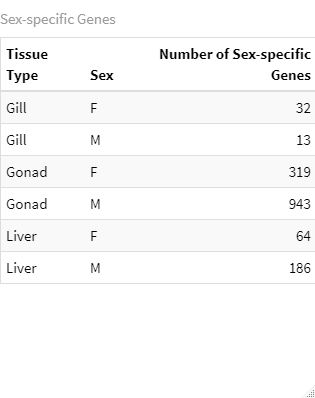 Sex-specific Genes
Tissue Type Sex Number of Sex-specific Genes
Gill F 32
Gill M 13
Gonad F 319
Gonad M 943
Liver F 64
Liver M 186